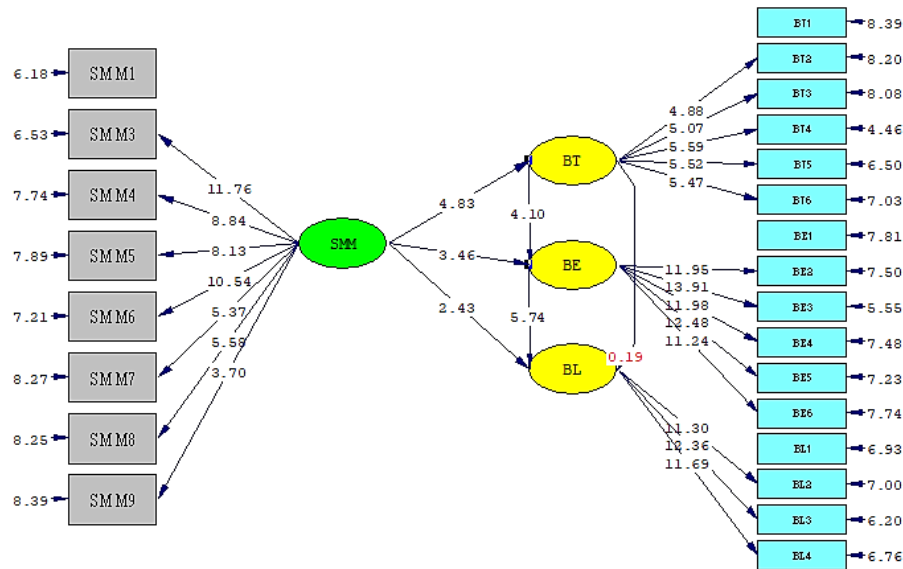 6.18 SMM1
6.53 SMM3
7.74 SMM4
7.89 SMM5
7.21 SMM6
8.27 SMM7
8.25 SMM8
8.39 SMM9
11.76
8.84
8.13
10.54
5.37
5.58
3.70
SMM
4.83
3.46
2.43
BT
4.10
BE
5.74
BL
0.19
4.88
5.07
5.59
5.52
5.47
11.95
13.91
11.98
12.48
11.24
11.30
12.36
11.69
BT1 8.39
BT2 8.20
BT3 8.08
BT4 4.46
BT5 6.50
BT6 7.03
BE1 7.81
BE2 7.50
BE3 5.55
BE4 7.48
BE5 7.23
BE6 7.74
BL1 6.93
BL2 7.00
BL3 6.20
BL4 6.76